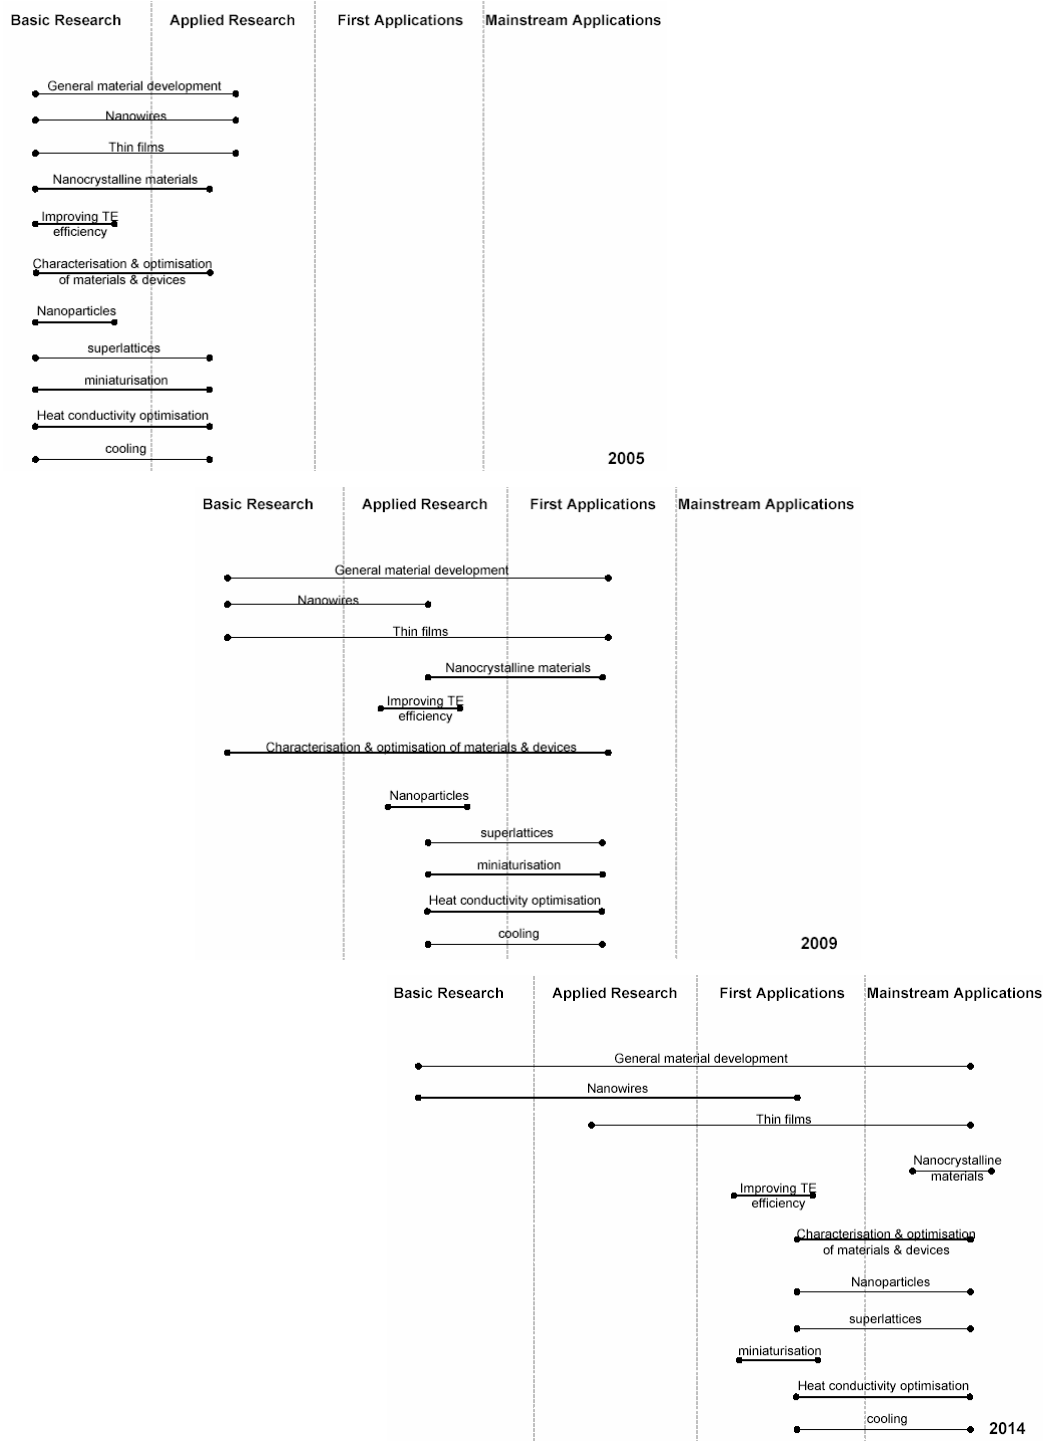 Basic Research Applied Research First Applications Mainstream Applications
General material development
Nanowires
Thin films
Nanocrystalline materials
Improving TE
efficiency
Characterisation & optimisation
of materials & devices
Nanoparticles
superlattices
miniaturisation
Heat conductivity optimisation
cooling
2005
Basic Research Applied Research First Applications Mainstream Applications
General material development
Nanowires
Thin films
Nanocrystalline materials
Improving TE
efficiency
Characterisation & optimisation of materials & devices
Nanoparticles
superlattices
miniaturisation
Heat conductivity optimisation
cooling
2009
Basic Research Applied Research First Applications Mainstream Applications
General material development
Nanowires
Thin films
Nanocrystalline
materials
Improving TE
efficiency
Characterisation & optimisation
of materials & devices
Nanoparticles
superlattices
miniaturisation
Heat conductivity optimisation
cooling
2014